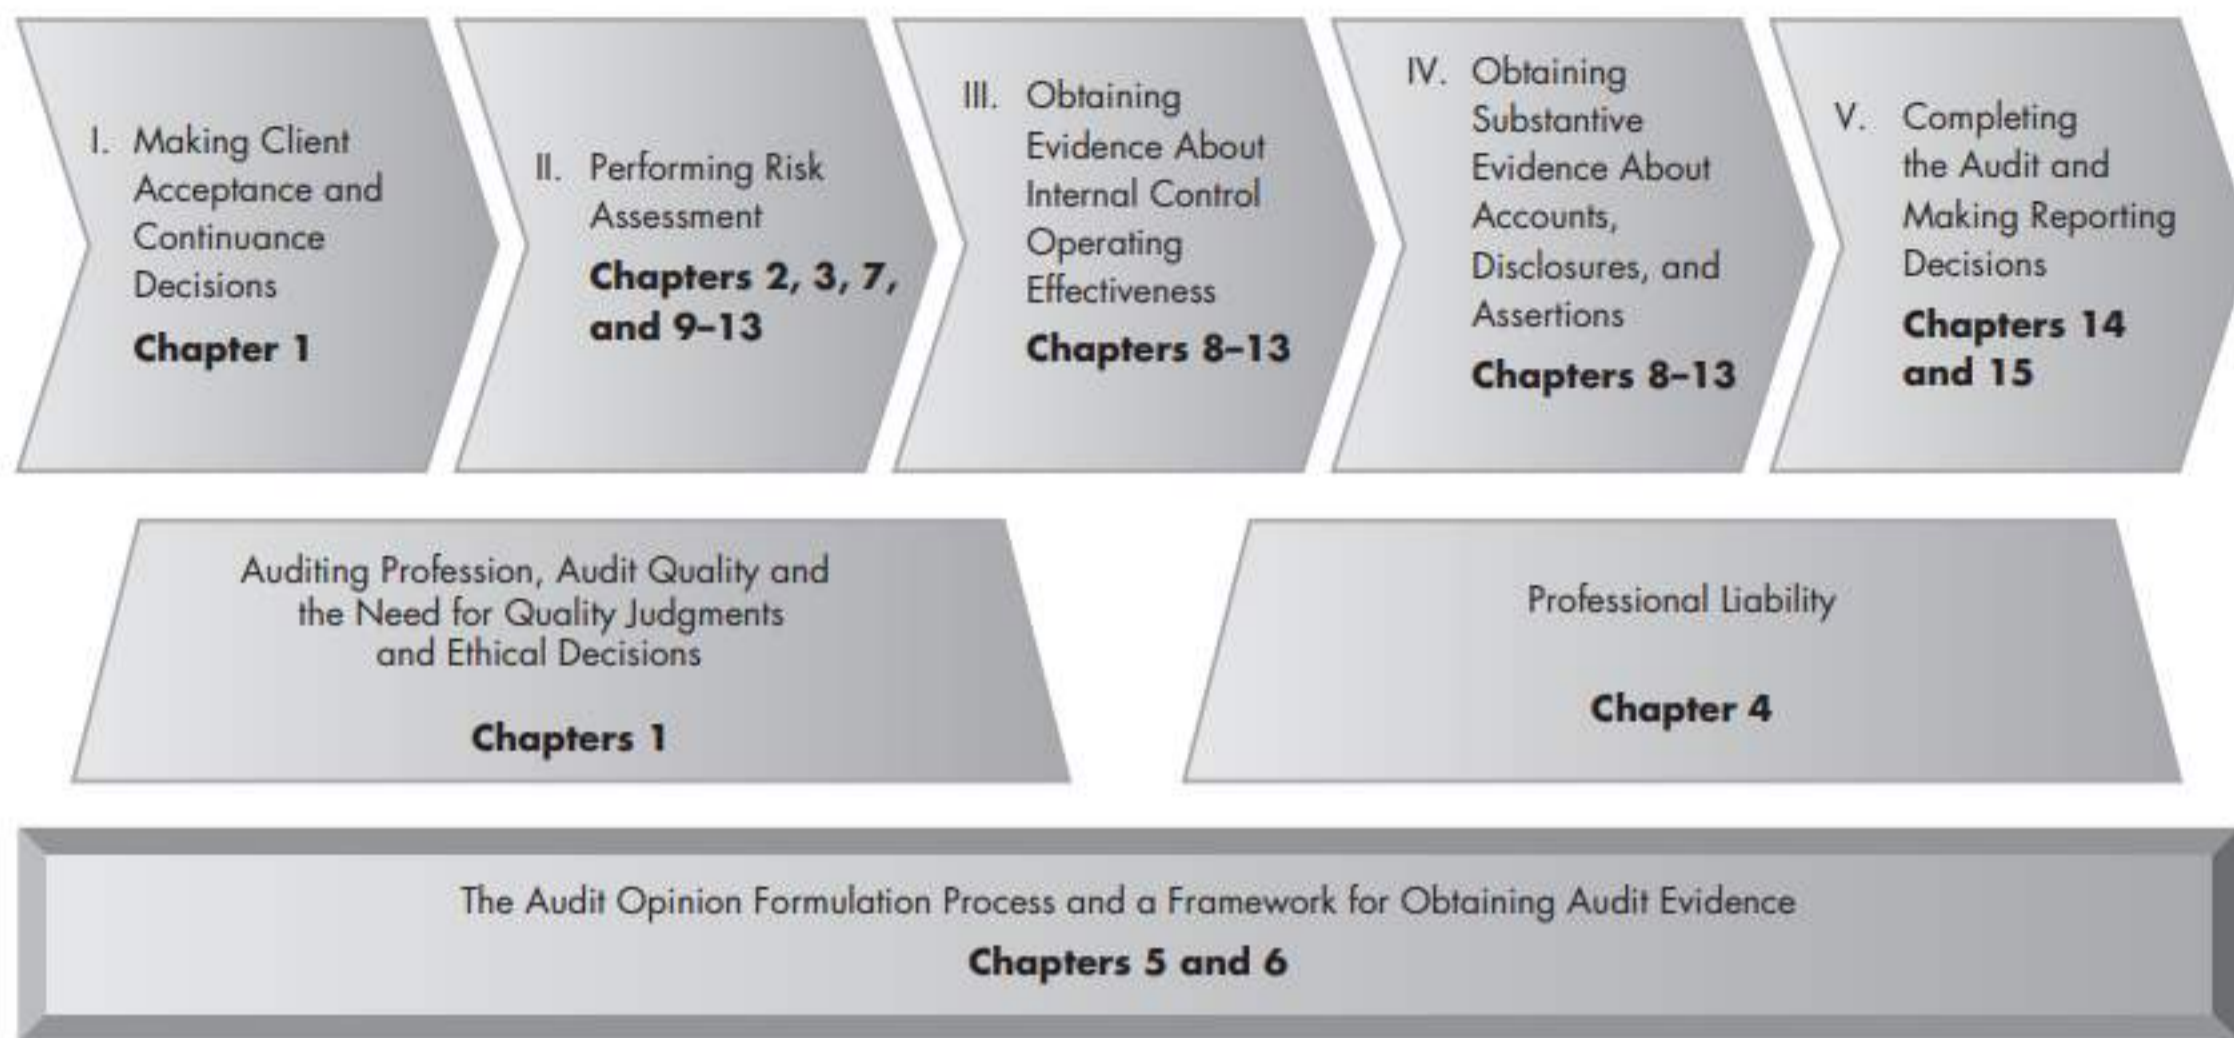 I. Making Client
Acceptance and
Continuance
Decisions
Chapter 1
II. Performing Risk
Assessment
Chapters 2, 3, 7,
and 9–13
III. Obtaining
Evidence About
Internal Control
Operating
Effectiveness
Chapters 8–13
IV. Obtaining
Substantive
Evidence About
Accounts,
Disclosures, and
Assertions
Chapters 8–13
V. Completing
the Audit and
Making Reporting
Decisions
Chapters 14
and 15
Auditing Profession, Audit Quality and
the Need for Quality Judgments
and Ethical Decisions
Chapters 1
Professional Liability
Chapter 4
The Audit Opinion Formulation Process and a Framework for Obtaining Audit Evidence
Chapters 5 and 6